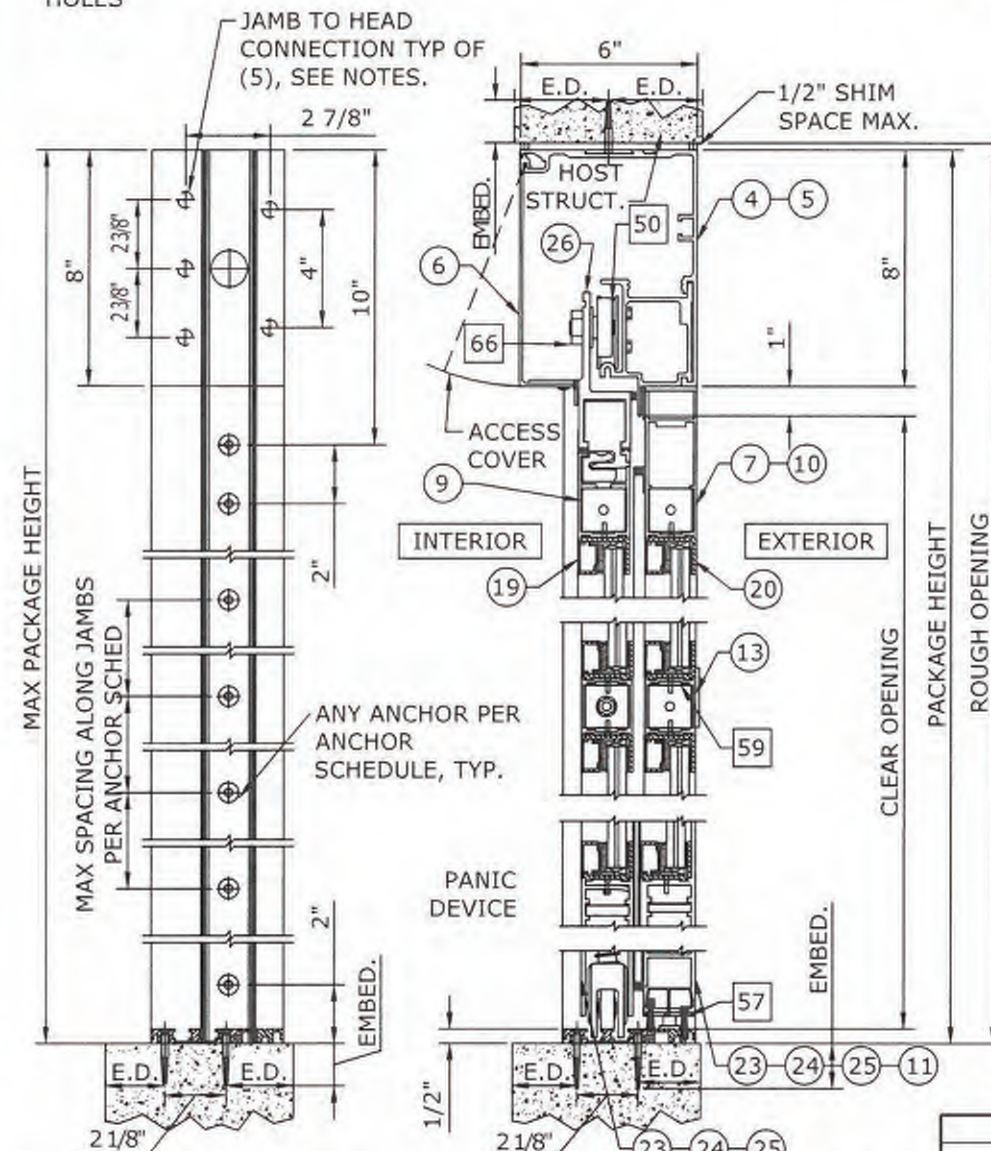 HOLES
JAMB TO HEAD
CONNECTION TYP OF
(5), SEE NOTES.
2 7/8"
8"
23/8"
23/8"
4"
10"
2"
MAX PACKAGE HEIGHT
MAX SPACING ALONG JAMBS
PER ANCHOR SCHED
ANY ANCHOR PER
ANCHOR
SCHEDULE, TYP.
2"
EMBED.
E.D.
E.D.
2 1/8"
6"
E.D.
E.D.
1/2" SHIM
SPACE MAX.
EMBED.
HOST
STRUCT.
50
4
5
26
6
66
8"
1"
ACCESS
COVER
9
7
10
INTERIOR
EXTERIOR
19
20
13
59
CLEAR OPENING
PACKAGE HEIGHT
ROUGH OPENING
PANIC
DEVICE
EMBED.
57
23
24
25
11
E.D.
E.D.
1/2"
2 1/8"
23
24
25